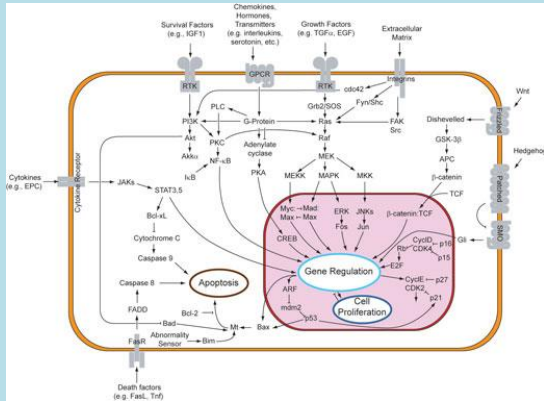 Survival Factors
(e.g., IGF1)
Chemokines,
Hormones,
Transmitters
(e.g. interleukins,
serotonin, etc.)
Growth Factors
(e.g. TGFα, EGF)
Extracellular
Matrix
RTK
GPCR
RTK
Integrins
cdc42
Wnt
PLC
Grb2/SOS
Fyn/Shc
PI3K
G-Protein
Ras
FAK
Src
Dishevelled
Frizzled
Akt
PKC
Adenylate
cyclase
Raf
GSK-3β
Hedgehog
Akkα
NF-κB
MEK
APC
IκB
PKA
MEKK
MAPK
MKK
β-catenin
Patched
Cytokines
(e.g., EPC)
Cytokine Receptor
JAKs
STAT3,5
TCF
Myc → Mad
Max ← Max
ERK
Fos
JNKs
Jun
β-catenin:TCF
SMO
Bcl-xL
CREB
Gli
Cytochrome C
Rb
CyclD
CDK4
p16
p15
Caspase 9
Gene Regulation
E2F
Caspase 8
Apoptosis
ARF
CyclE
CDK2
p27
p21
FADD
Bcl-2
mdm2
Cell
Proliferation
Bad
Mt
Bax
p53
FasR
Abnormality
Sensor
Bim
Death factors
(e.g. FasL, Tnf)